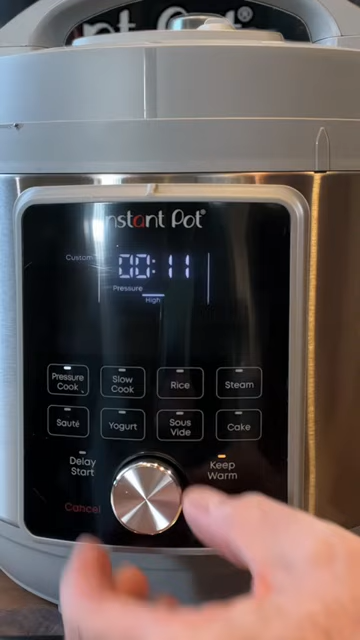 Instant Pot®
Custom
00:11
Pressure
High
Pressure Cook
Slow Cook
Rice
Steam
Sauté
Yogurt
Sous Vide
Cake
Delay Start
Keep Warm
Cancel